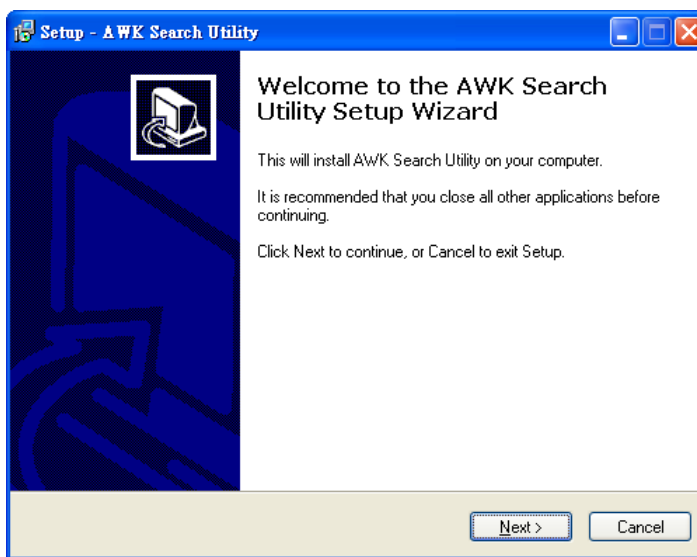 Setup - AWK Search Utility
Welcome to the AWK Search
Utility Setup Wizard
This will install AWK Search Utility on your computer.
It is recommended that you close all other applications before
continuing.
Click Next to continue, or Cancel to exit Setup.
Next >
Cancel